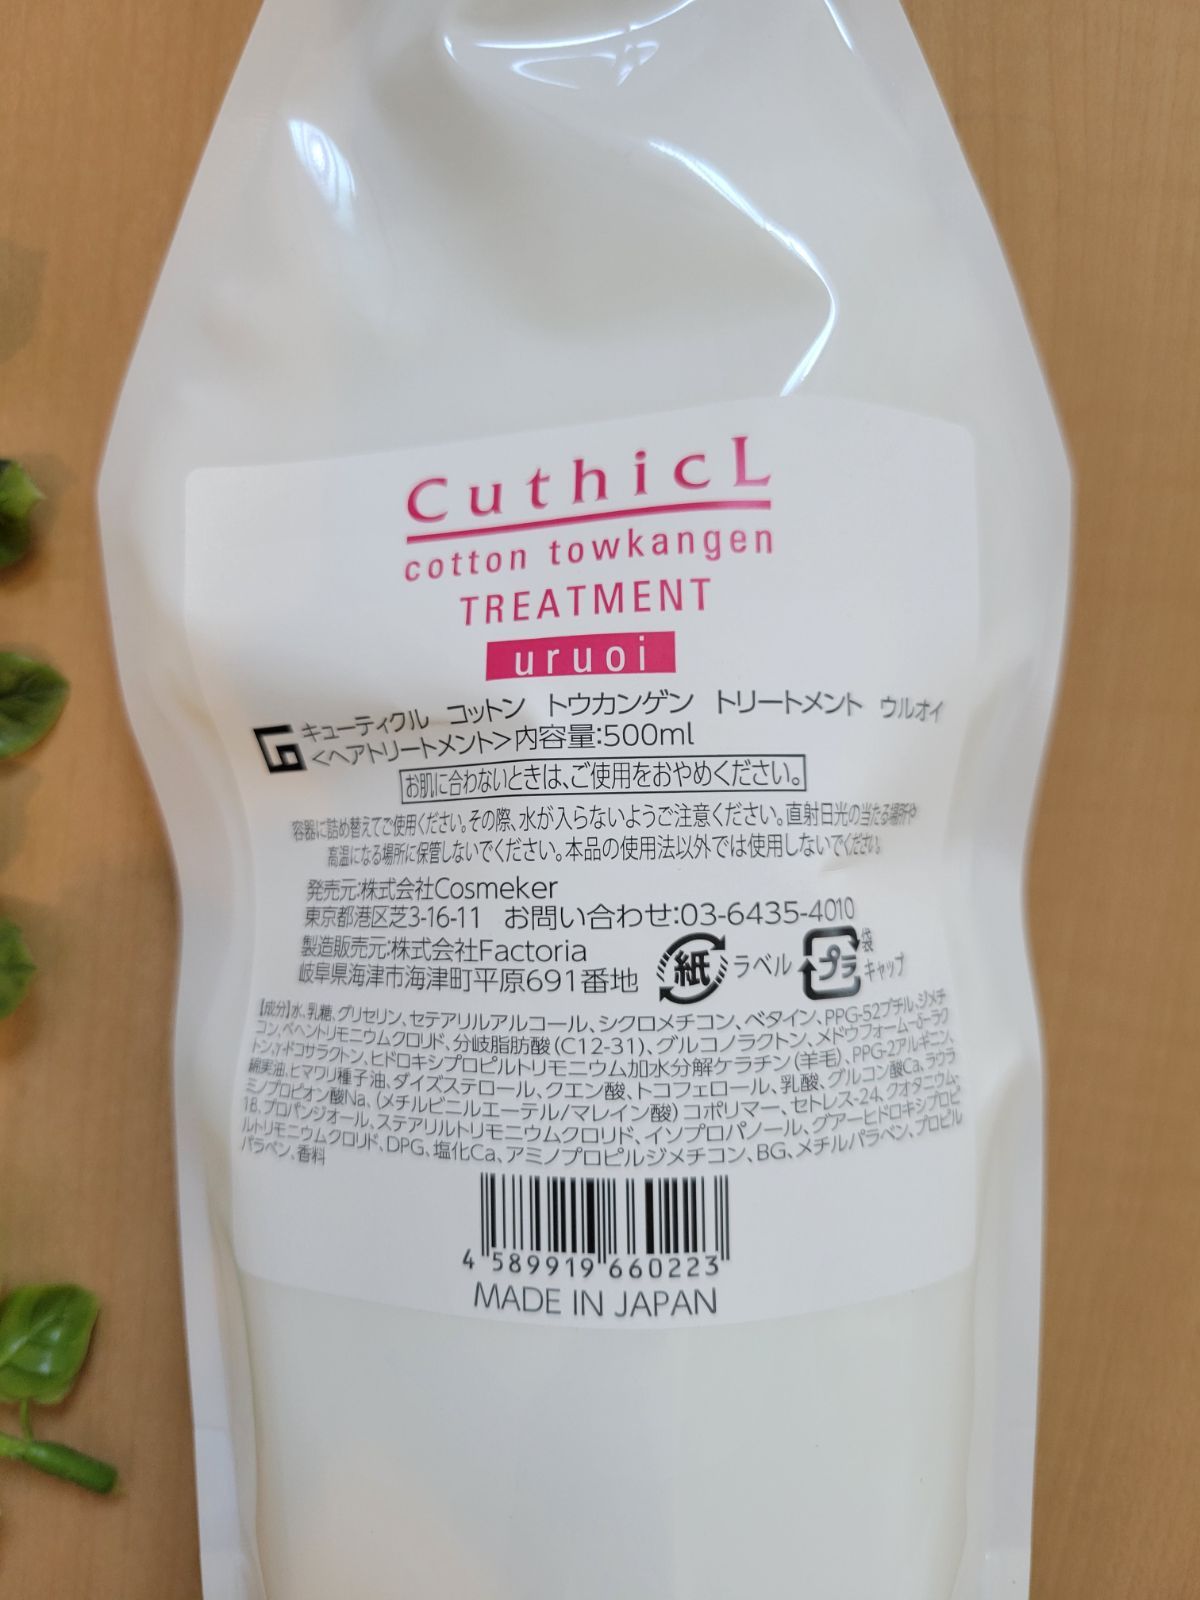 CuthicL
cotton towkangen
TREATMENT
uruoi
キューティクル コットン トウカンゲン トリートメント ウルオイ
<ヘアトリートメント>内容量:500ml
お肌に合わないときは、ご使用をおやめください。
容器に詰め替えてご使用ください。その際、水が入らないようご注意ください。直射日光の当たる場所や
高温になる場所に保管しないでください。本品の使用法以外では使用しないでください。
発売元:株式会社Cosmeker
東京都港区芝3-16-11 お問い合わせ:03-6435-4010
製造販売元:株式会社Factoria
岐阜県海津市海津町平原691番地
紙 ラベル プラ 袋 キャップ
【成分】水、乳糖、グリセリン、セテアリルアルコール、シクロメチコン、ベタイン、PPG-52ブチル、ジメチ
コン、ベヘントリモニウムクロリド、分岐脂肪酸(C12-31)、グルコノラクトン、メドウフォーム-δ-ラク
トン、γ-ドコサラクトン、ヒドロキシプロピルトリモニウム加水分解ケラチン(羊毛)、PPG-2アルギニン、
綿実油、ヒマワリ種子油、ダイズステロール、クエン酸、トコフェロール、乳酸、グルコン酸Ca、ラウラ
ミノプロピオン酸Na、(メチルビニルエーテル/マレイン酸)コポリマー、セトレス-24、クオタニウム-
18、プロパンジオール、ステアリルトリモニウムクロリド、イソプロパノール、グアーヒドロキシプロピ
ルトリモニウムクロリド、DPG、塩化Ca、アミノプロピルジメチコン、BG、メチルパラベン、プロピル
パラベン、香料
4 589919 660223
MADE IN JAPAN